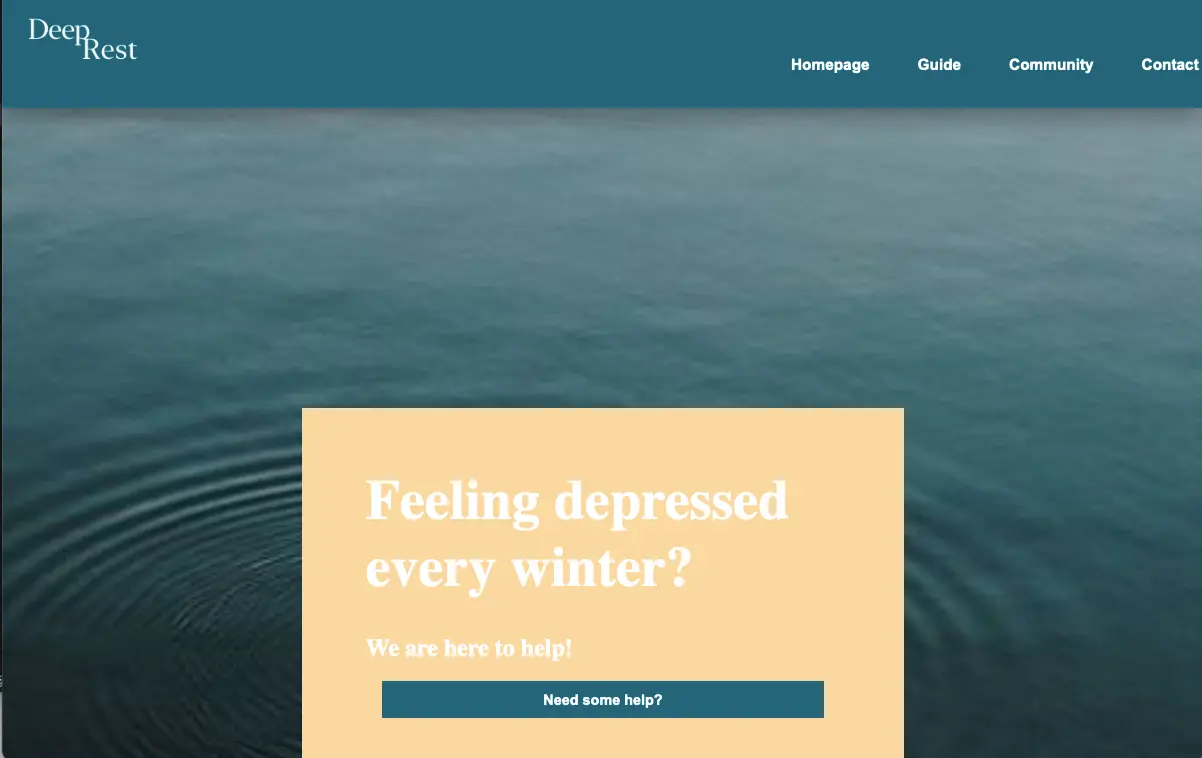 Deep
Rest
Homepage Guide Community Contact
Feeling depressed
every winter?
We are here to help!
Need some help?